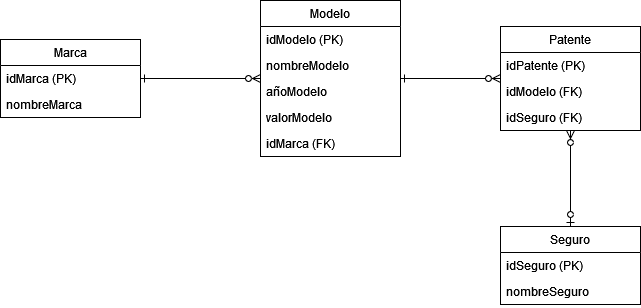 Marca
idMarca (PK)
nombreMarca
Modelo
idModelo (PK)
nombreModelo
añoModelo
valorModelo
idMarca (FK)
Patente
idPatente (PK)
idModelo (FK)
idSeguro (FK)
Seguro
idSeguro (PK)
nombreSeguro